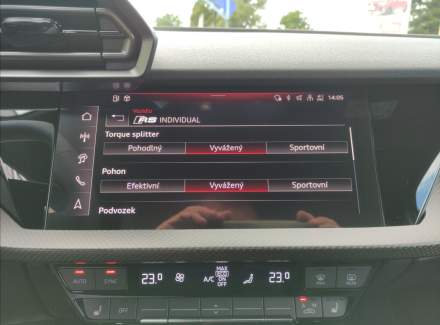 14:05
Vozidlo
RS INDIVIDUAL
Torque splitter
Pohodlný Vyvážený Sportovní
Pohon
Efektivní Vyvážený Sportovní
Podvozek
23.0 A/C MAX ON OFF 23.0
AUTO SYNC